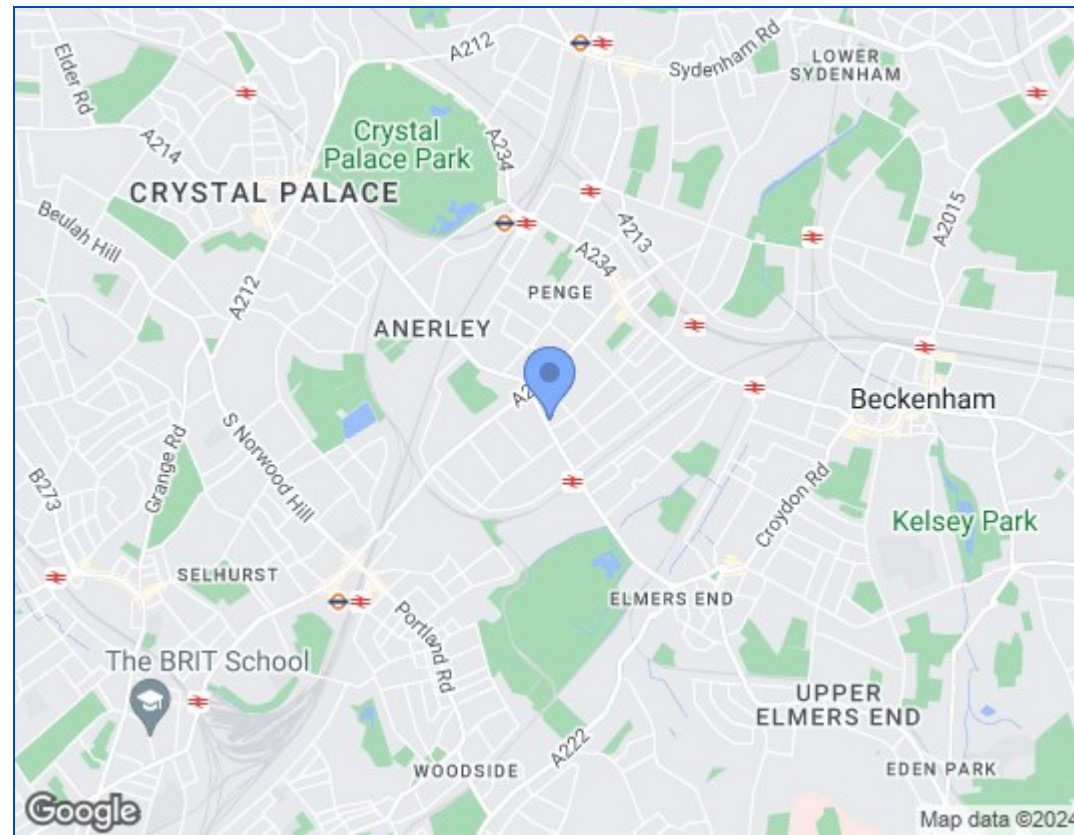 A212
Sydenham Rd
LOWER
SYDENHAM
Elder Rd
A214
Crystal
Palace Park
A234
CRYSTAL PALACE
Beulah Hill
A213
A2015
A234
A212
PENGE
ANERLEY
Beckenham
S Norwood Hill
Grange Rd
B273
Croydon Rd
Kelsey Park
SELHURST
ELMERS END
Portland Rd
The BRIT School
UPPER
ELMERS END
A222
WOODSIDE
EDEN PARK
Google
Map data ©2024